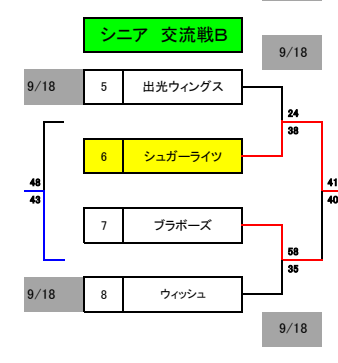 シニア 交流戦B
9/18
9/18
5 出光ウィングス
24
38
6 シュガーライツ
48
43
41
40
7 ブラボーズ
58
35
9/18
8 ウィッシュ
9/18